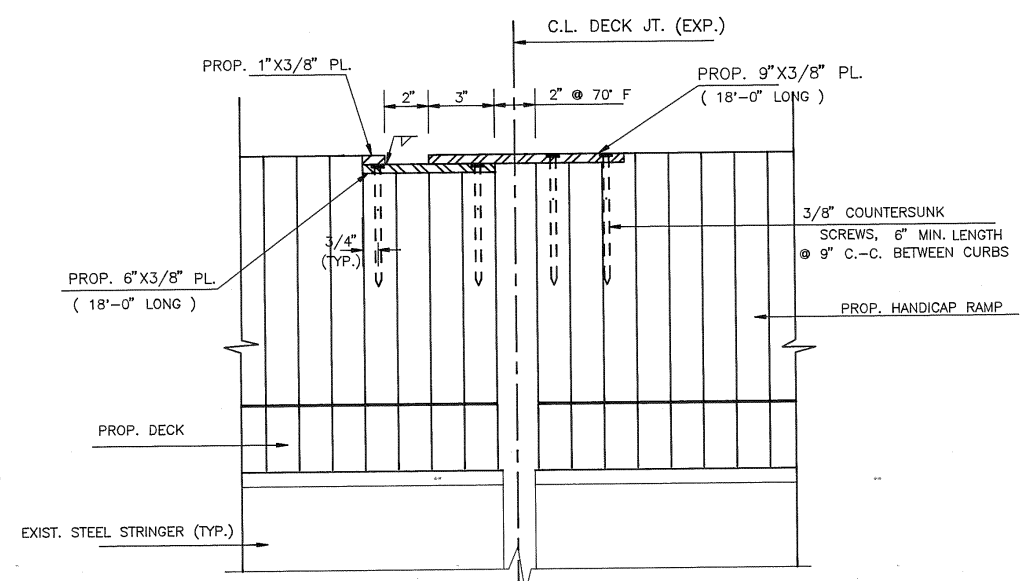 C.L. DECK JT. (EXP.)
PROP. 1"X3/8" PL.
PROP. 9"X3/8" PL.
( 18'-0" LONG )
2"
3"
2" @ 70° F
3/8" COUNTERSUNK
SCREWS, 6" MIN. LENGTH
@ 9" C.-C. BETWEEN CURBS
3/4"
(TYP.)
PROP. 6"X3/8" PL.
( 18'-0" LONG )
PROP. HANDICAP RAMP
PROP. DECK
EXIST. STEEL STRINGER (TYP.)